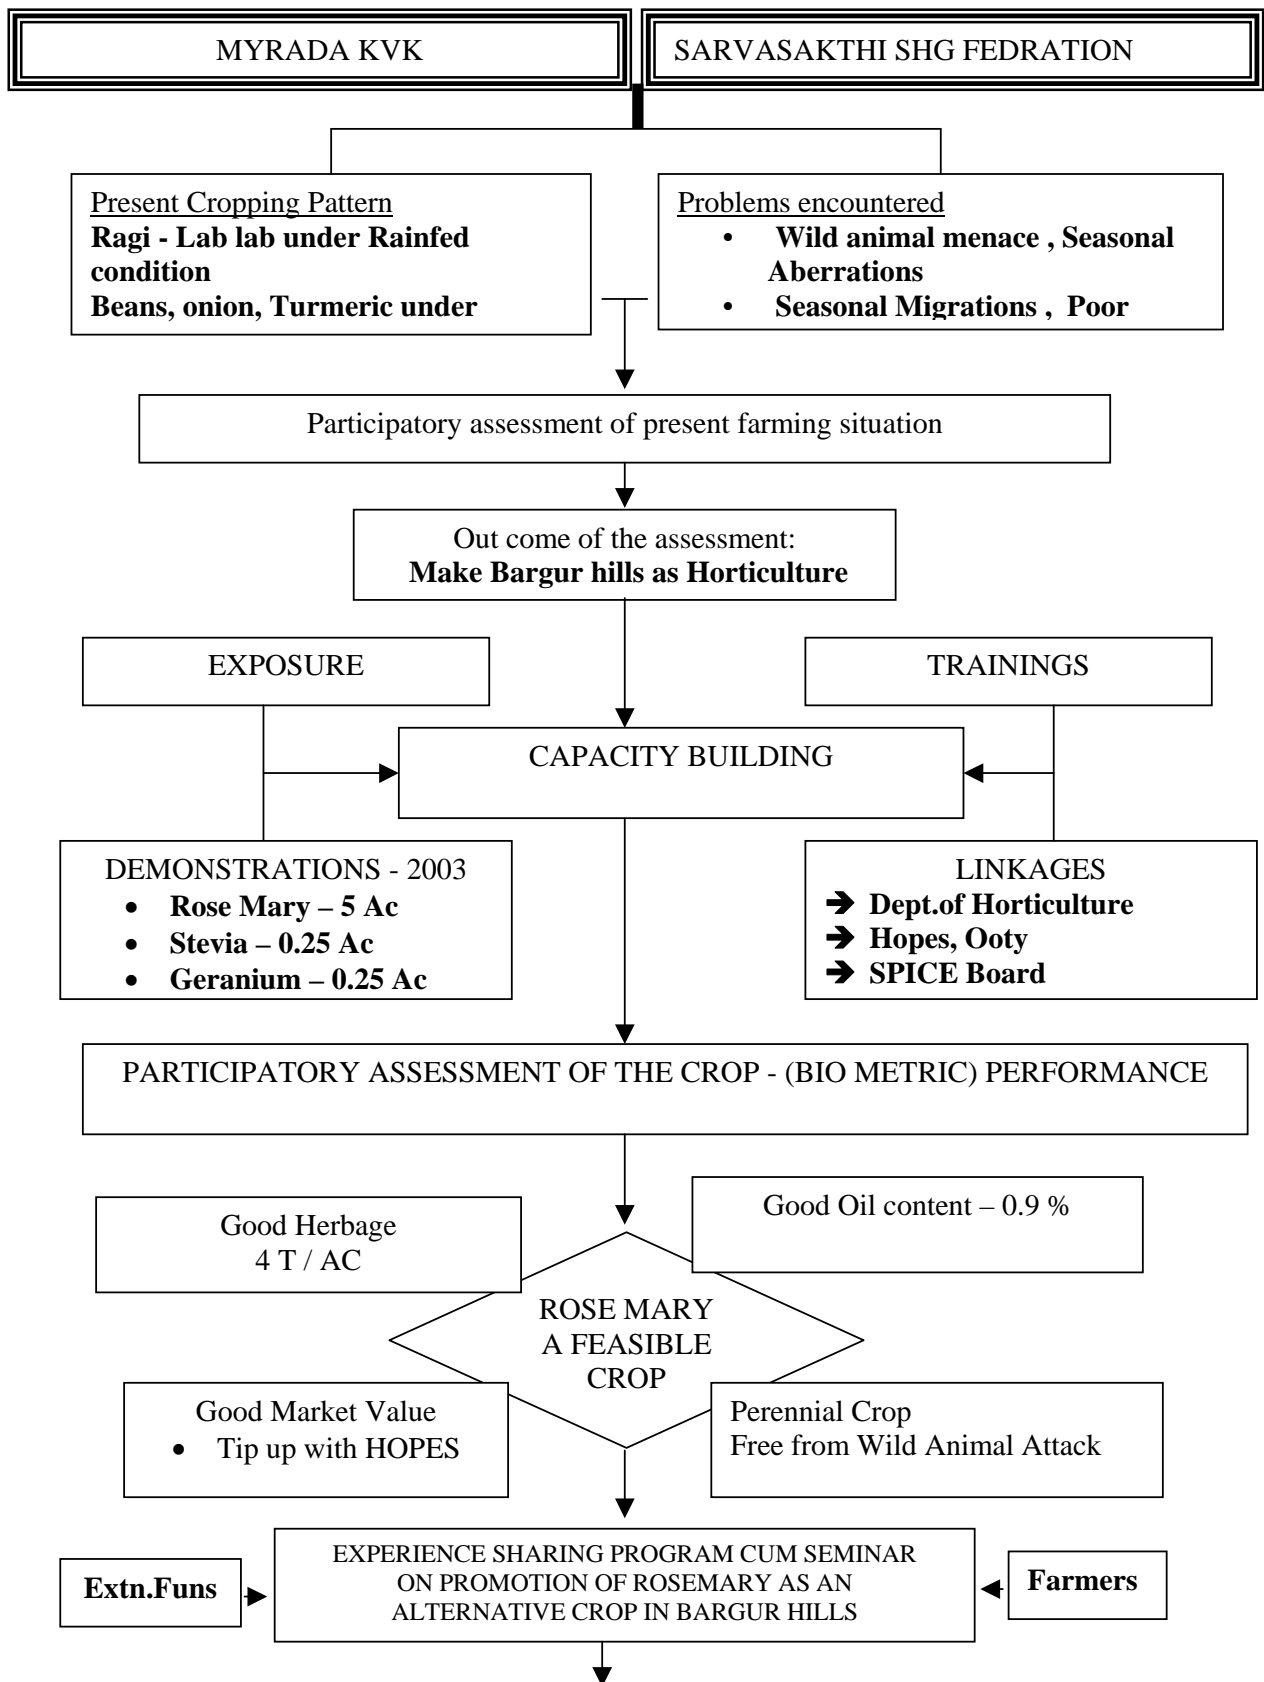 MYRADA KVK
SARVASAKTHI SHG FEDRATION
Present Cropping Pattern
Ragi - Lab lab under Rainfed
condition
Beans, onion, Turmeric under
Problems encountered
• Wild animal menace , Seasonal
Aberrations
• Seasonal Migrations , Poor
Participatory assessment of present farming situation
Out come of the assessment:
Make Bargur hills as Horticulture
EXPOSURE
TRAININGS
CAPACITY BUILDING
DEMONSTRATIONS - 2003
• Rose Mary – 5 Ac
• Stevia – 0.25 Ac
• Geranium – 0.25 Ac
LINKAGES
➔ Dept.of Horticulture
➔ Hopes, Ooty
➔ SPICE Board
PARTICIPATORY ASSESSMENT OF THE CROP - (BIO METRIC) PERFORMANCE
Good Herbage
4 T / AC
Good Oil content – 0.9 %
ROSE MARY
A FEASIBLE
CROP
Good Market Value
• Tip up with HOPES
Perennial Crop
Free from Wild Animal Attack
Extn.Funs
EXPERIENCE SHARING PROGRAM CUM SEMINAR
ON PROMOTION OF ROSEMARY AS AN
ALTERNATIVE CROP IN BARGUR HILLS
Farmers